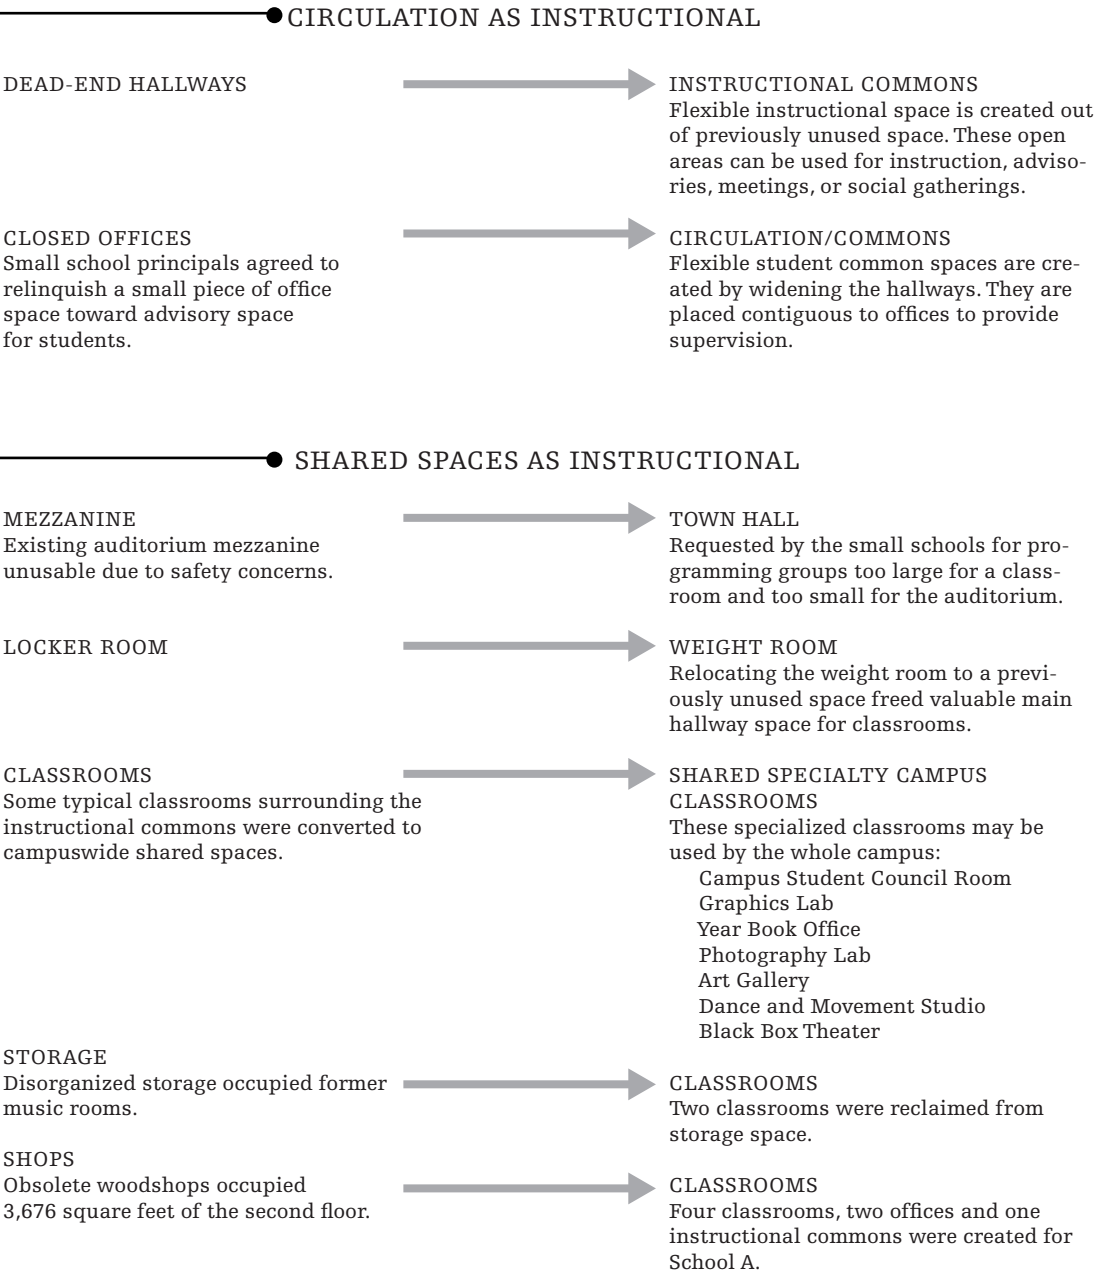 CIRCULATION AS INSTRUCTIONAL
DEAD-END HALLWAYS
INSTRUCTIONAL COMMONS
Flexible instructional space is created out
of previously unused space. These open
areas can be used for instruction, adviso-
ries, meetings, or social gatherings.
CLOSED OFFICES
Small school principals agreed to
relinquish a small piece of office
space toward advisory space
for students.
CIRCULATION/COMMONS
Flexible student common spaces are cre-
ated by widening the hallways. They are
placed contiguous to offices to provide
supervision.
SHARED SPACES AS INSTRUCTIONAL
MEZZANINE
Existing auditorium mezzanine
unusable due to safety concerns.
TOWN HALL
Requested by the small schools for pro-
gramming groups too large for a class-
room and too small for the auditorium.
LOCKER ROOM
WEIGHT ROOM
Relocating the weight room to a previ-
ously unused space freed valuable main
hallway space for classrooms.
CLASSROOMS
Some typical classrooms surrounding the
instructional commons were converted to
campuswide shared spaces.
SHARED SPECIALTY CAMPUS
CLASSROOMS
These specialized classrooms may be
used by the whole campus:
Campus Student Council Room
Graphics Lab
Year Book Office
Photography Lab
Art Gallery
Dance and Movement Studio
Black Box Theater
STORAGE
Disorganized storage occupied former
music rooms.
CLASSROOMS
Two classrooms were reclaimed from
storage space.
SHOPS
Obsolete woodshops occupied
3,676 square feet of the second floor.
CLASSROOMS
Four classrooms, two offices and one
instructional commons were created for
School A.